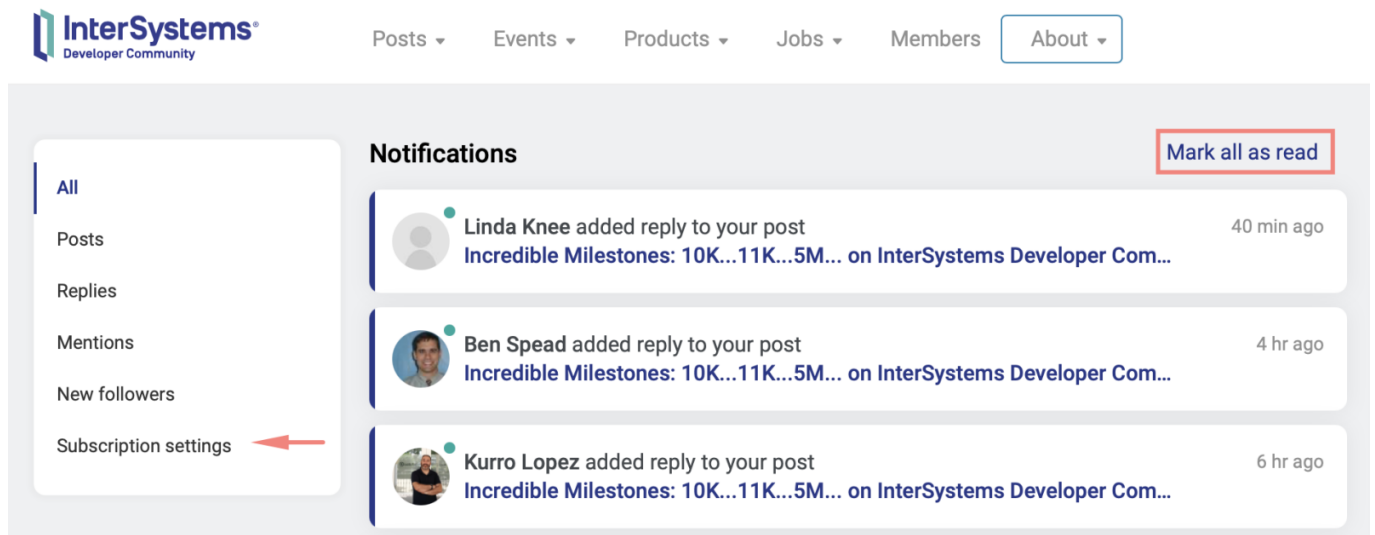 InterSystems®
Developer Community
Posts
Events
Products
Jobs
Members
About
All
Posts
Replies
Mentions
New followers
Subscription settings
Notifications
Mark all as read
Linda Knee added reply to your post
40 min ago
Incredible Milestones: 10K...11K...5M... on InterSystems Developer Com...
Ben Spead added reply to your post
4 hr ago
Incredible Milestones: 10K...11K...5M... on InterSystems Developer Com...
Kurro Lopez added reply to your post
6 hr ago
Incredible Milestones: 10K...11K...5M... on InterSystems Developer Com...